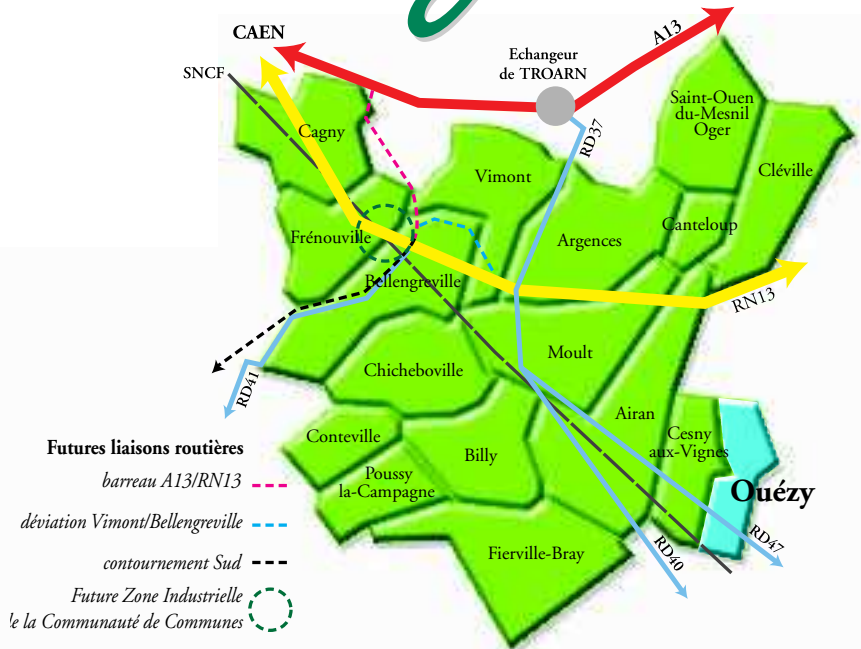 CAEN
A13
SNCF
Echangeur
de TROARN
RD37
Saint-Ouen
du-Mesnil
Oger
Cagny
Cléville
Vimont
Canteloup
Frénouville
Argences
Bellengreville
RN13
Moult
Chicheboville
RD41
Airan
Conteville
Cesny
aux-Vignes
Billy
Poussy
la-Campagne
Ouézy
Fierville-Bray
RD40
RD47
Futures liaisons routières
barreau A13/RN13
déviation Vimont/Bellengreville
contournement Sud
Future Zone Industrielle
de la Communauté de Communes